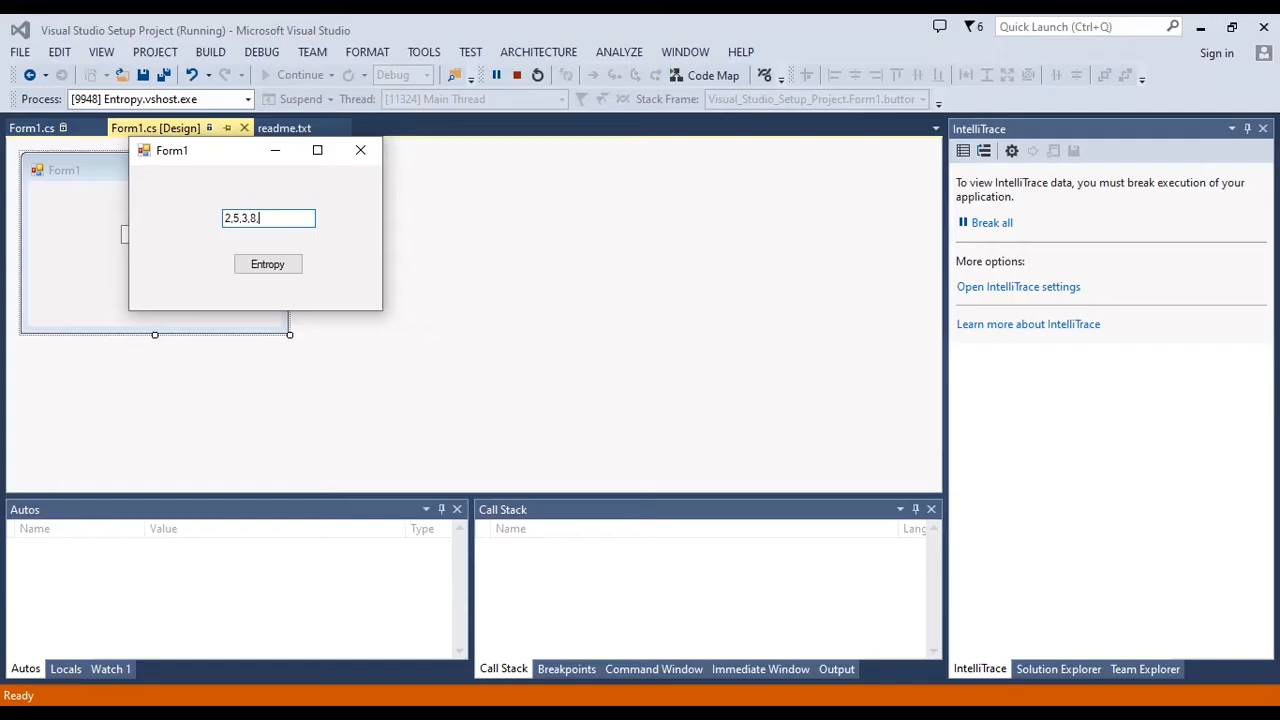 Visual Studio Setup Project (Running) - Microsoft Visual Studio
6
Quick Launch (Ctrl+Q)
FILE EDIT VIEW PROJECT BUILD DEBUG TEAM FORMAT TOOLS TEST ARCHITECTURE ANALYZE WINDOW HELP
Sign in
Continue Debug Code Map
Process: [9948] Entropy.vshost.exe Suspend Thread: [11324] Main Thread Stack Frame: Visual_Studio_Setup_Project.Form1.button
Form1.cs Form1.cs [Design] readme.txt
Form1
Form1
2,5,3,8,
Entropy
IntelliTrace
To view IntelliTrace data, you must break execution of your
application.
Break all
More options:
Open IntelliTrace settings
Learn more about IntelliTrace
Autos
Name Value Type
Call Stack
Name Lang
Autos Locals Watch 1
Call Stack Breakpoints Command Window Immediate Window Output
IntelliTrace Solution Explorer Team Explorer
Ready